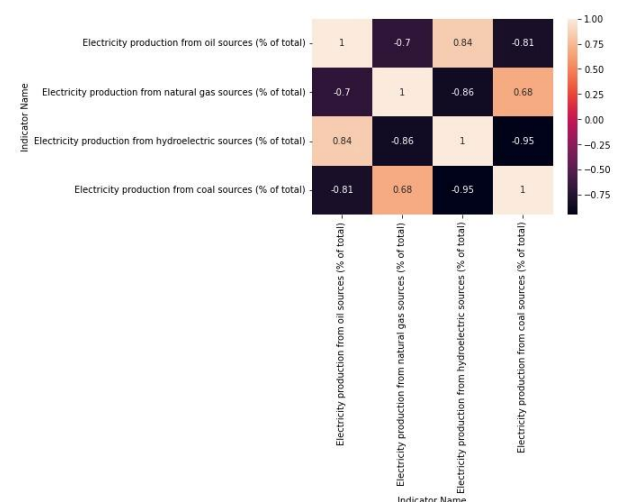 Indicator Name
Electricity production from oil sources (% of total)
Electricity production from natural gas sources (% of total)
Electricity production from hydroelectric sources (% of total)
Electricity production from coal sources (% of total)
1 -0.7 0.84 -0.81
-0.7 1 -0.86 0.68
0.84 -0.86 1 -0.95
-0.81 0.68 -0.95 1
1.00
0.75
0.50
0.25
0.00
−0.25
−0.50
−0.75
Electricity production from oil sources (% of total)
Electricity production from natural gas sources (% of total)
Electricity production from hydroelectric sources (% of total)
Electricity production from coal sources (% of total)
Indicator Name